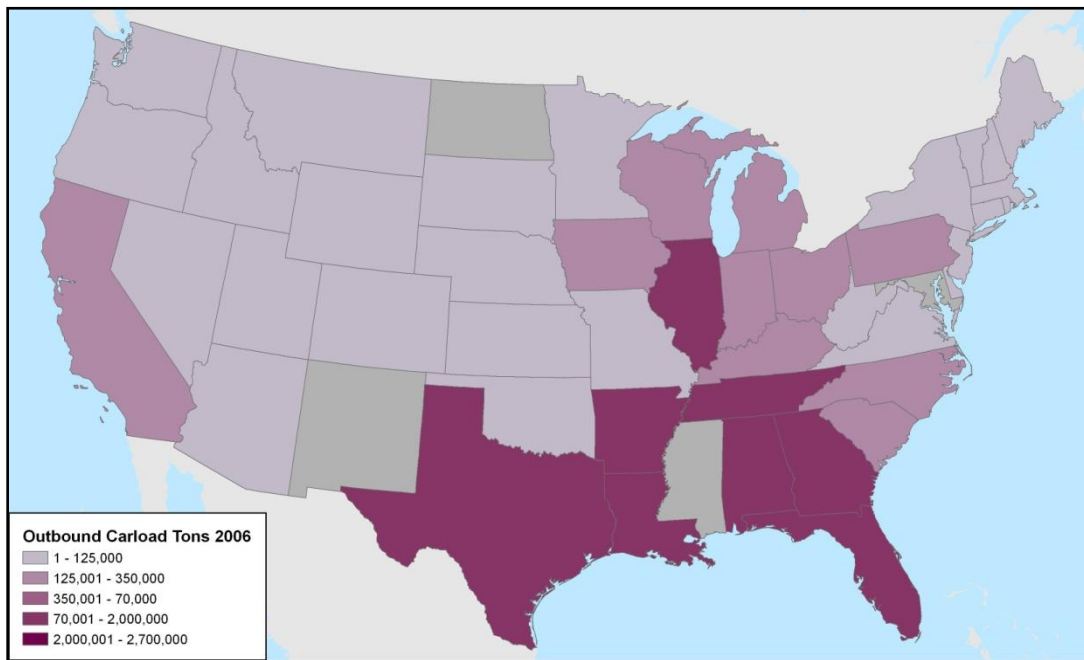 Outbound Carload Tons 2006
1 - 125,000
125,001 - 350,000
350,001 - 70,000
70,001 - 2,000,000
2,000,001 - 2,700,000